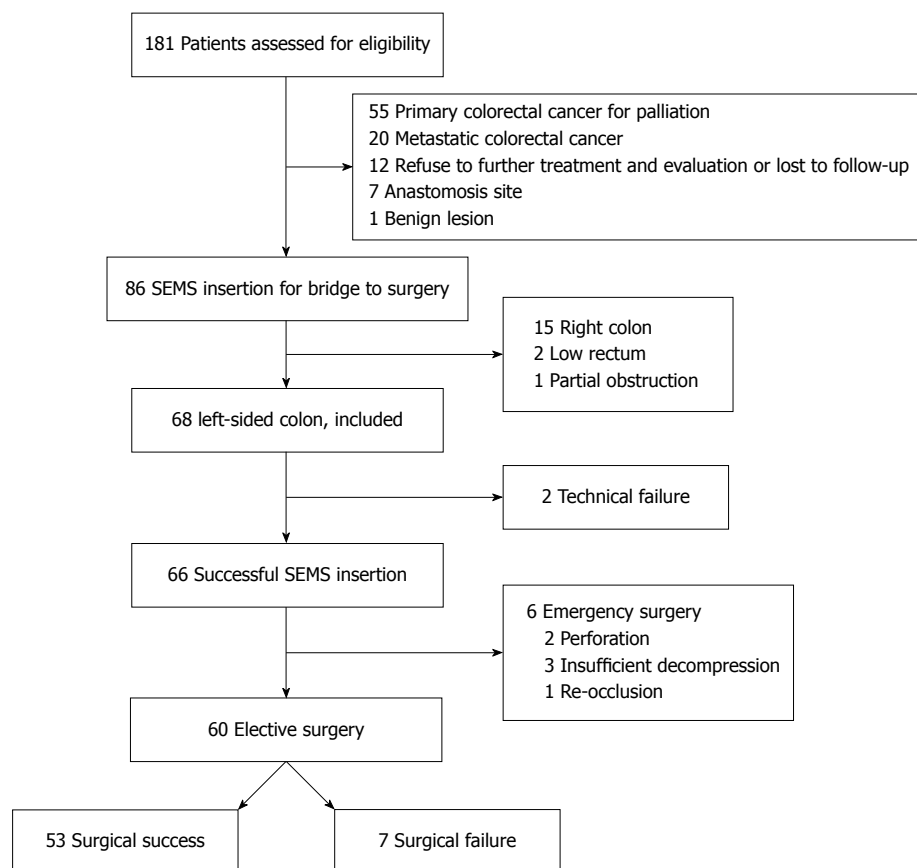 181 Patients assessed for eligibility
55 Primary colorectal cancer for palliation
20 Metastatic colorectal cancer
12 Refuse to further treatment and evaluation or lost to follow-up
7 Anastomosis site
1 Benign lesion
86 SEMS insertion for bridge to surgery
15 Right colon
2 Low rectum
1 Partial obstruction
68 left-sided colon, included
2 Technical failure
66 Successful SEMS insertion
6 Emergency surgery
2 Perforation
3 Insufficient decompression
1 Re-occlusion
60 Elective surgery
53 Surgical success
7 Surgical failure